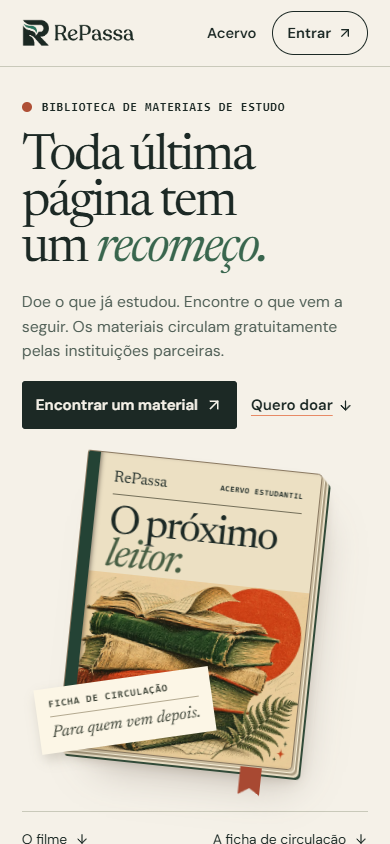 RePassa
Acervo
Entrar ↗
BIBLIOTECA DE MATERIAIS DE ESTUDO
Toda última
página tem
um recomeço.
Doe o que já estudou. Encontre o que vem a
seguir. Os materiais circulam gratuitamente
pelas instituições parceiras.
Encontrar um material ↗
Quero doar ↓
RePassa
ACERVO ESTUDANTIL
O próximo
leitor.
FICHA DE CIRCULAÇÃO
Para quem vem depois.
O filme ↓
A ficha de circulação ↓